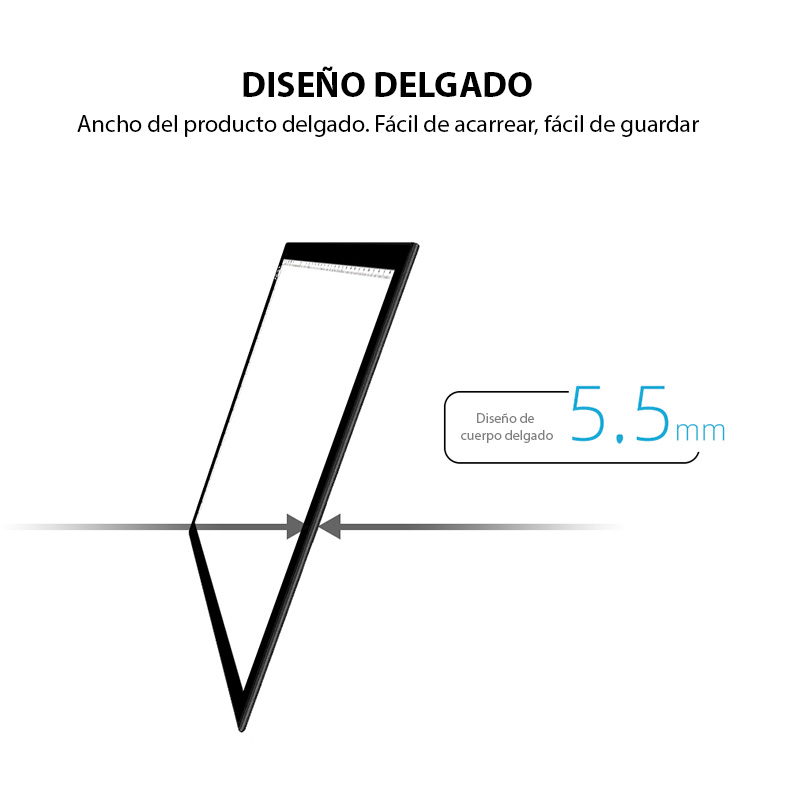 DISEÑO DELGADO
Ancho del producto delgado. Fácil de acarrear, fácil de guardar
Diseño de
cuerpo delgado
5.5mm